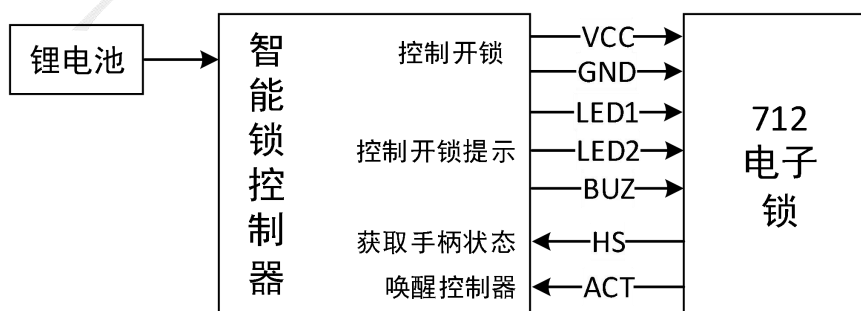 锂电池
智能锁控制器
控制开锁
控制开锁提示
获取手柄状态
唤醒控制器
VCC
GND
LED1
LED2
BUZ
HS
ACT
712
电子
锁